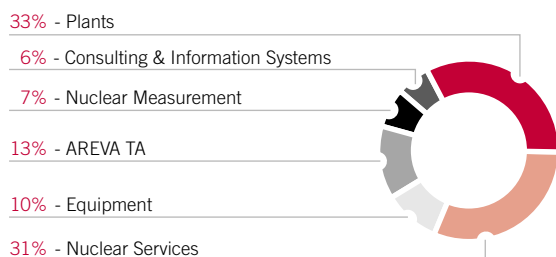 33% - Plants
6% - Consulting & Information Systems
7% - Nuclear Measurement
13% - AREVA TA
10% - Equipment
31% - Nuclear Services